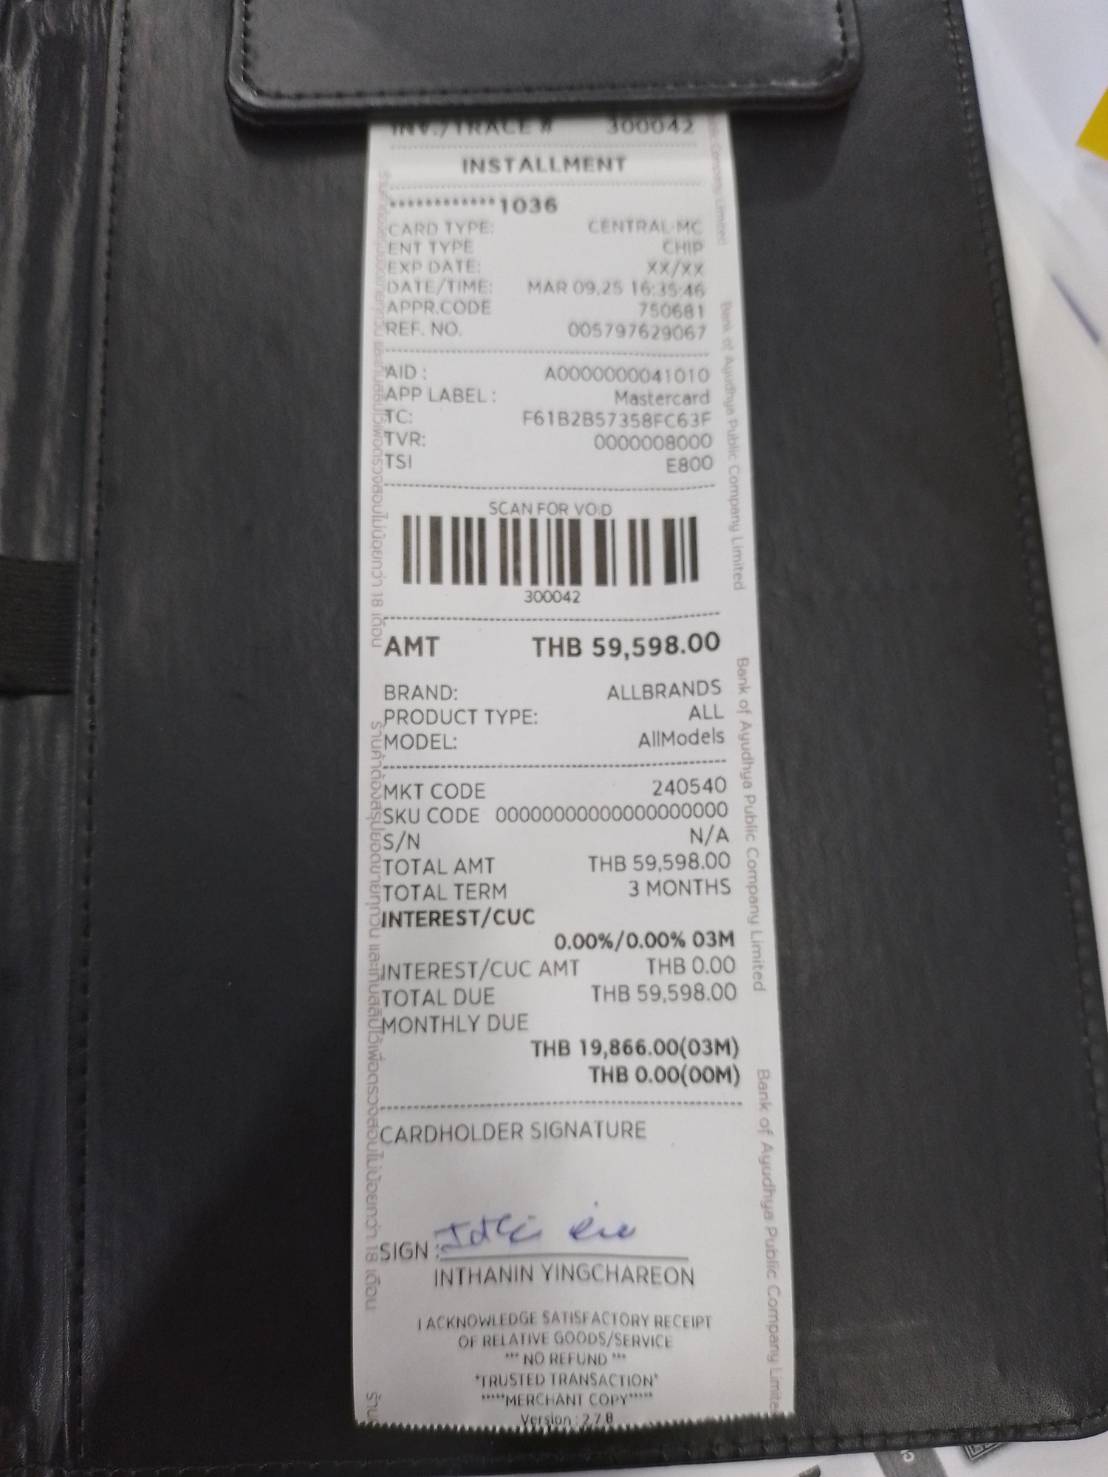 INV./TRACE # 300042
INSTALLMENT
************1036
CARD TYPE: CENTRAL-MC
ENT TYPE CHIP
EXP DATE: XX/XX
DATE/TIME: MAR 09,25 16:35:46
APPR.CODE 750681
REF. NO. 005797629067
AID : A0000000041010
APP LABEL : Mastercard
TC: F61B2B57358FC63F
TVR: 0000008000
TSI E800
SCAN FOR VOID
300042
AMT THB 59,598.00
BRAND: ALLBRANDS
PRODUCT TYPE: ALL
MODEL: AllModels
MKT CODE 240540
SKU CODE 00000000000000000000
S/N N/A
TOTAL AMT THB 59,598.00
TOTAL TERM 3 MONTHS
INTEREST/CUC
0.00%/0.00% 03M
INTEREST/CUC AMT THB 0.00
TOTAL DUE THB 59,598.00
MONTHLY DUE
THB 19,866.00(03M)
THB 0.00(00M)
CARDHOLDER SIGNATURE
SIGN :
INTHANIN YINGCHAREON
I ACKNOWLEDGE SATISFACTORY RECEIPT
OF RELATIVE GOODS/SERVICE
*** NO REFUND ***
*TRUSTED TRANSACTION*
*****MERCHANT COPY*****
Version : 2.7.8
Company Limited
Bank of Ayudhya Public Company Limited
Bank of Ayudhya Public Company Limited
Bank of Ayudhya Public Company Limited